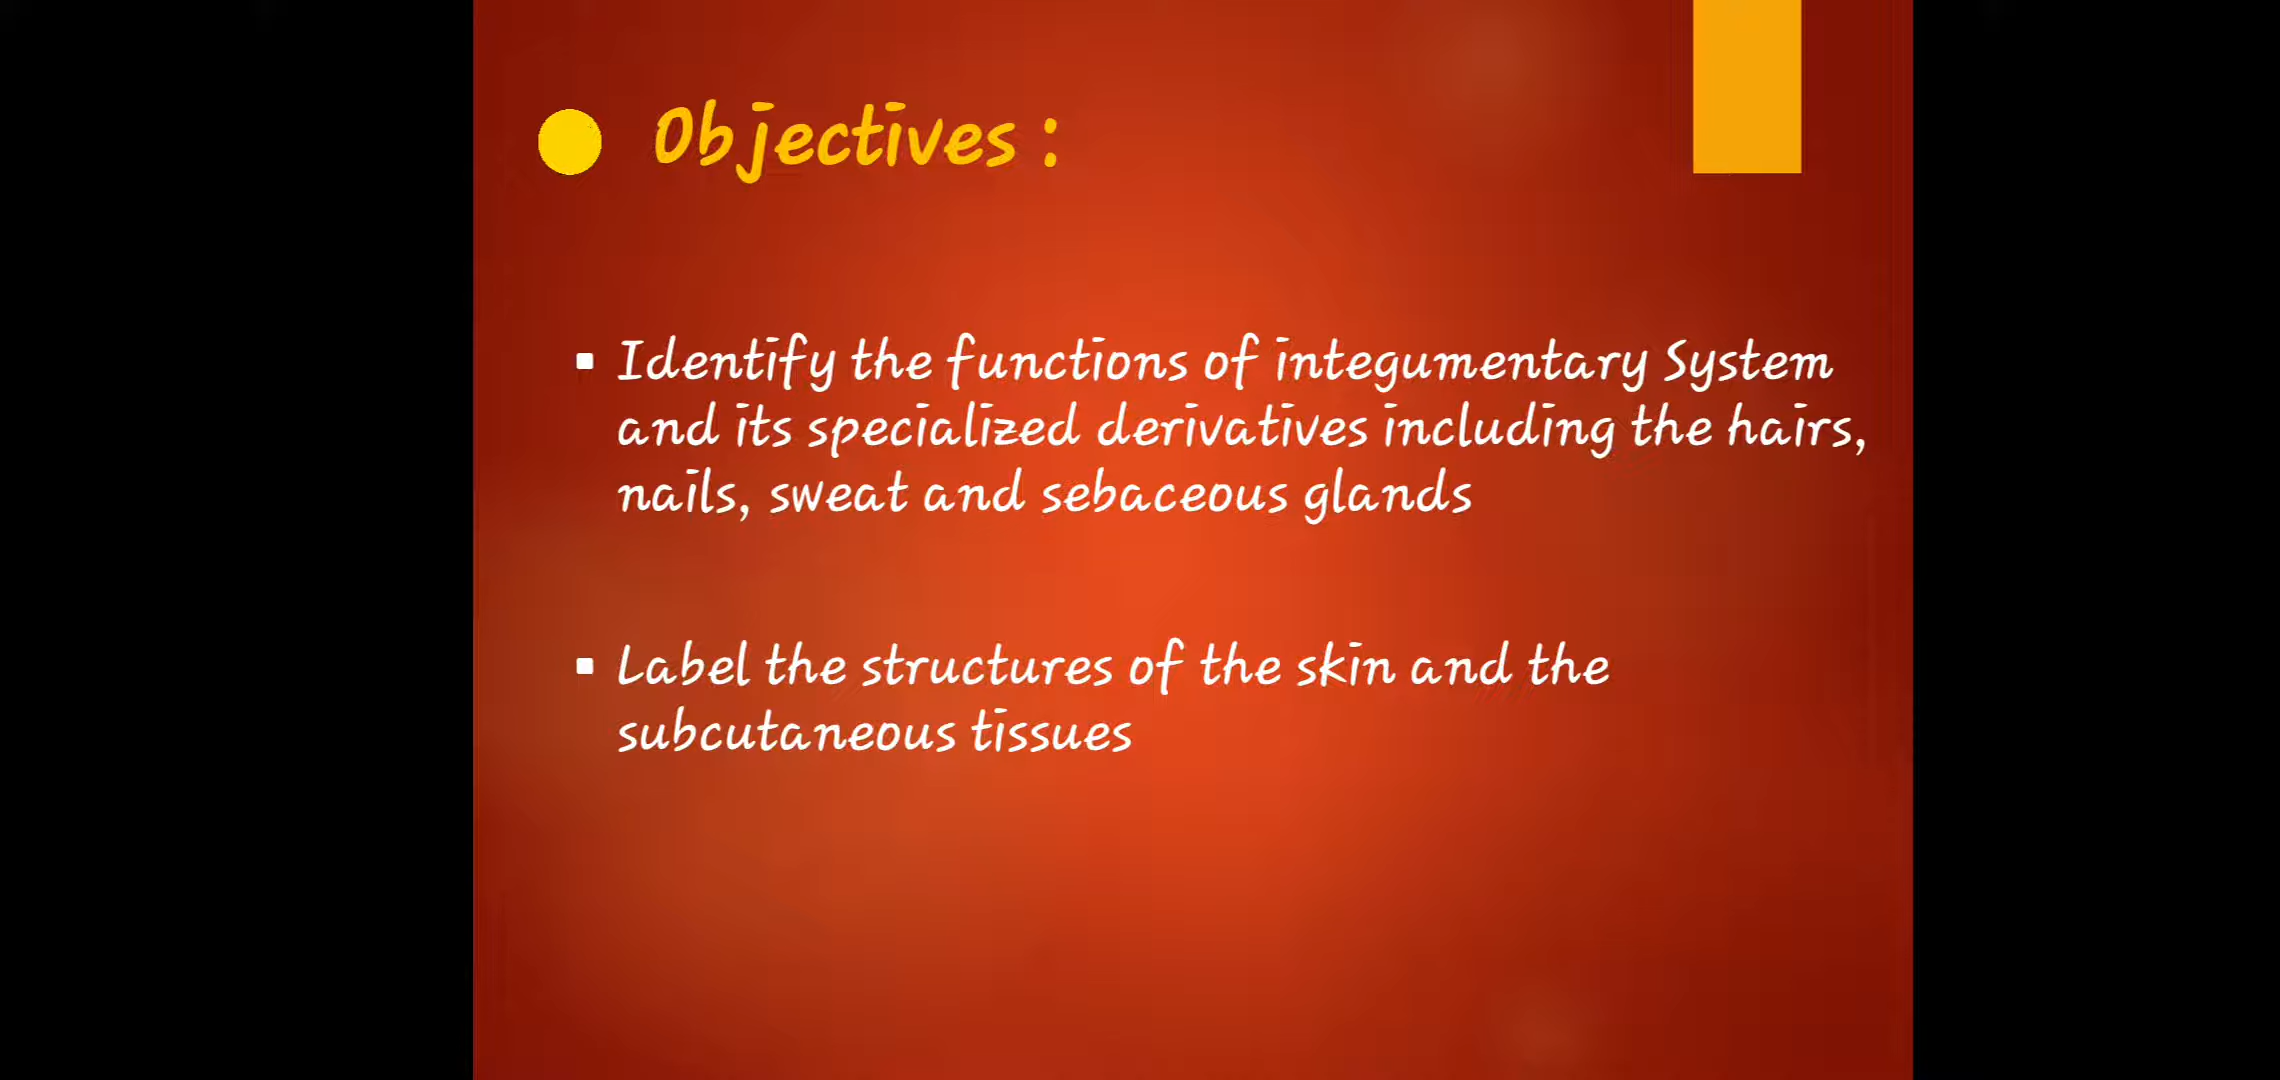 Objectives :
▪ Identify the functions of integumentary System
and its specialized derivatives including the hairs,
nails, sweat and sebaceous glands
▪ Label the structures of the skin and the
subcutaneous tissues